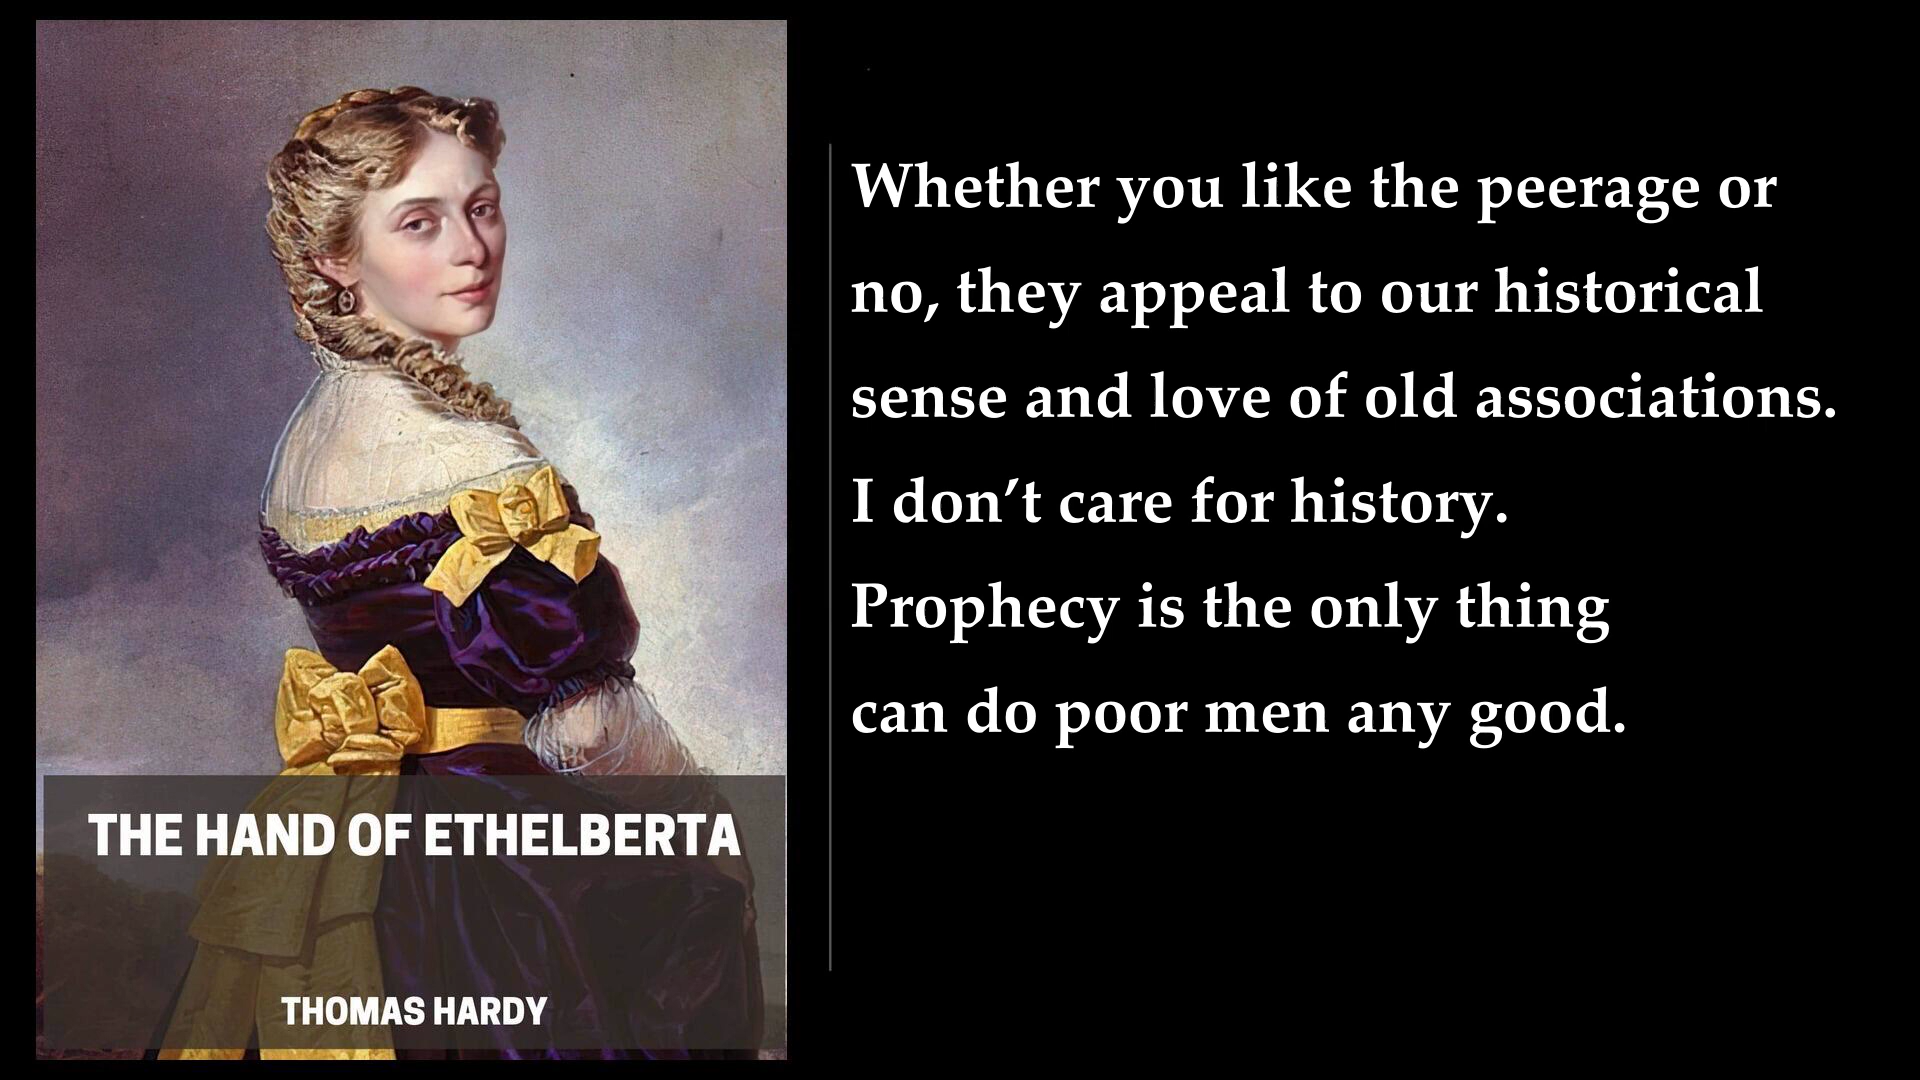 THE HAND OF ETHELBERTA
THOMAS HARDY
Whether you like the peerage or
no, they appeal to our historical
sense and love of old associations.
I don’t care for history.
Prophecy is the only thing
can do poor men any good.